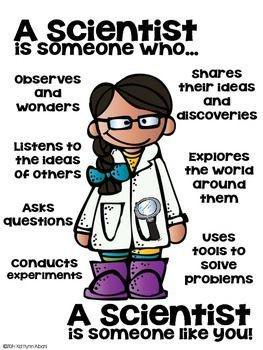 A Scientist
is someone who...
Observes
and
wonders
Listens to
the ideas
of others
Asks
questions
Conducts
experiments
Shares
their ideas
and
discoveries
Explores
the world
around
them
Uses
tools to
solve
problems
A Scientist
is someone like you!